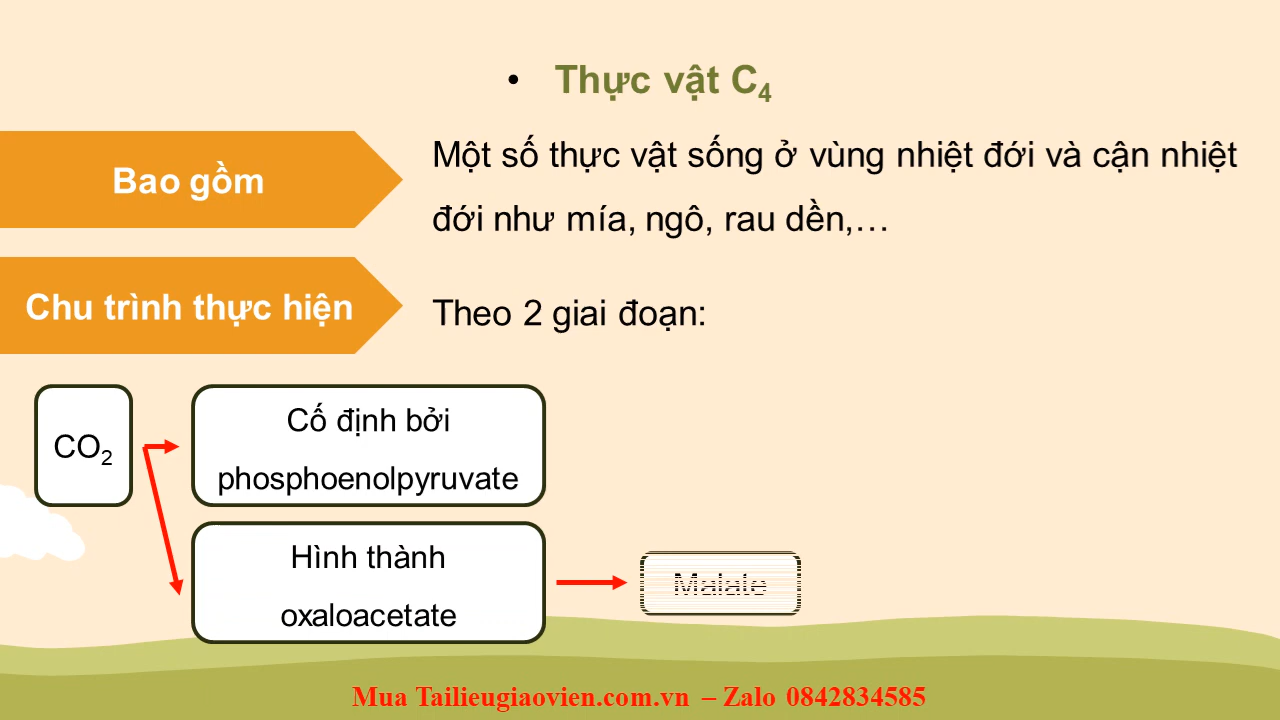 • Thực vật C₄
Bao gồm
Một số thực vật sống ở vùng nhiệt đới và cận nhiệt
đới như mía, ngô, rau dền,…
Chu trình thực hiện
Theo 2 giai đoạn:
CO₂
Cố định bởi
phosphoenolpyruvate
Hình thành
oxaloacetate
Malate
Mua Tailieugiaovien.com.vn – Zalo 0842834585